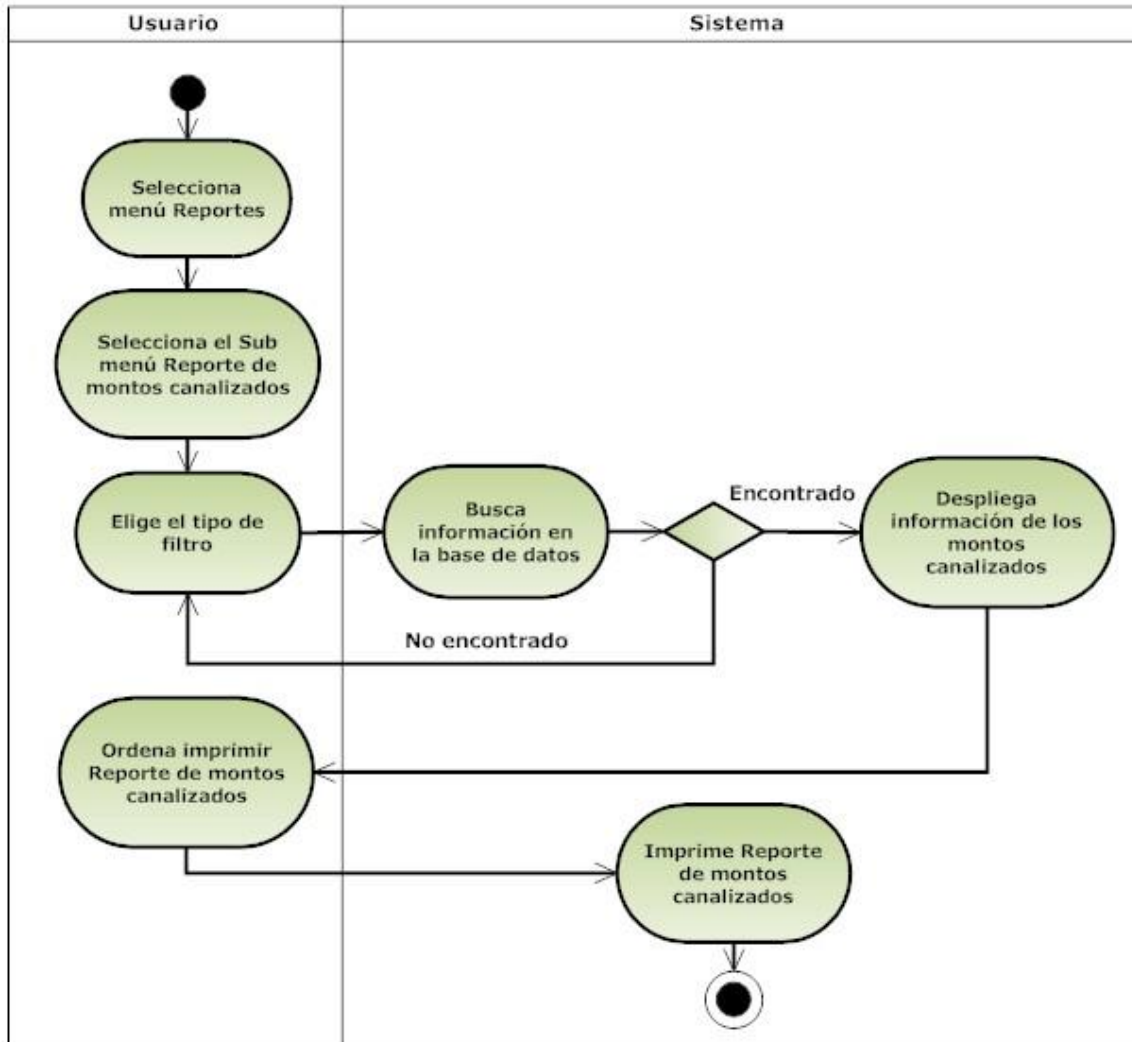 Usuario
Sistema
Selecciona
menú Reportes
Selecciona el Sub
menú Reporte de
montos canalizados
Elige el tipo de
filtro
Busca
información en
la base de datos
Encontrado
Despliega
información de los
montos
canalizados
No encontrado
Ordena imprimir
Reporte de montos
canalizados
Imprime Reporte
de montos
canalizados